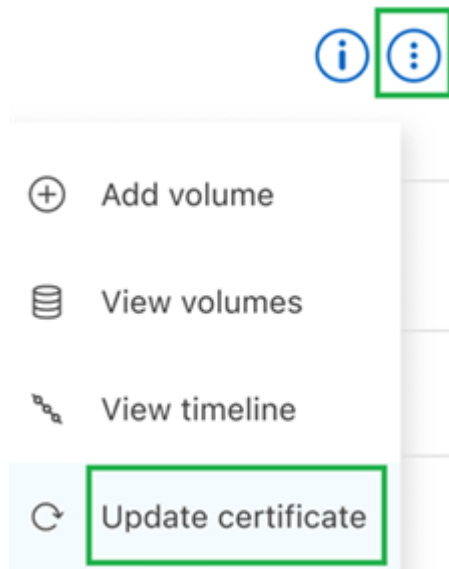 Add volume
View volumes
View timeline
Update certificate